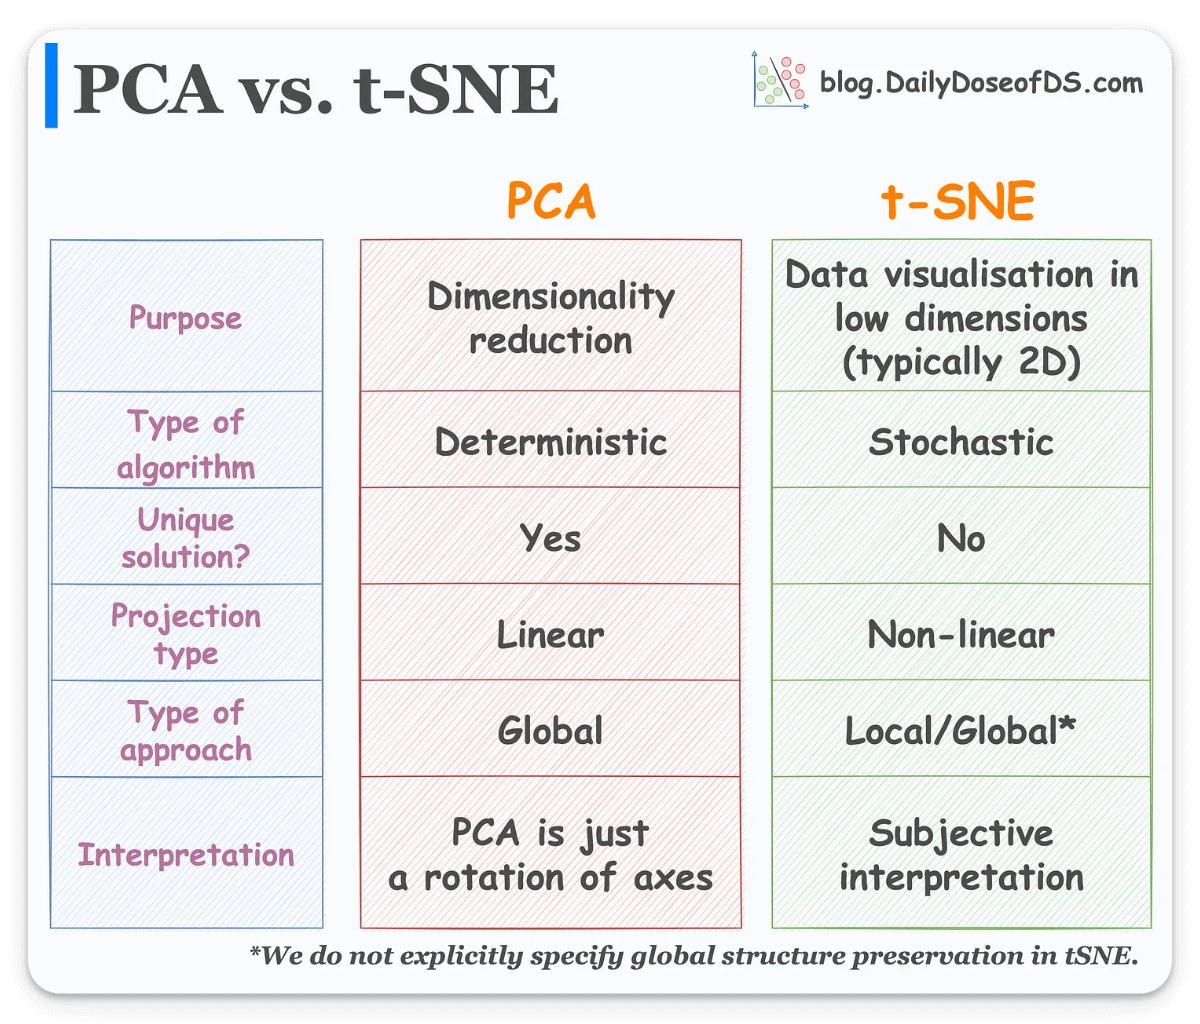 PCA vs. t-SNE
blog.DailyDoseofDS.com
PCA
t-SNE
Purpose
Dimensionality
reduction
Data visualisation in
low dimensions
(typically 2D)
Type of
algorithm
Deterministic
Stochastic
Unique
solution?
Yes
No
Projection
type
Linear
Non-linear
Type of
approach
Global
Local/Global*
Interpretation
PCA is just
a rotation of axes
Subjective
interpretation
*We do not explicitly specify global structure preservation in tSNE.